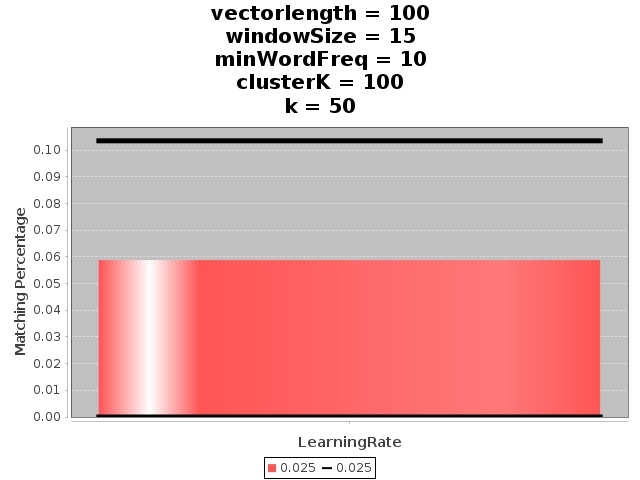 vectorlength = 100
windowSize = 15
minWordFreq = 10
clusterK = 100
k = 50
0.10
0.09
0.08
0.07
0.06
0.05
0.04
0.03
0.02
0.01
0.00
Matching Percentage
LearningRate
0.025 0.025